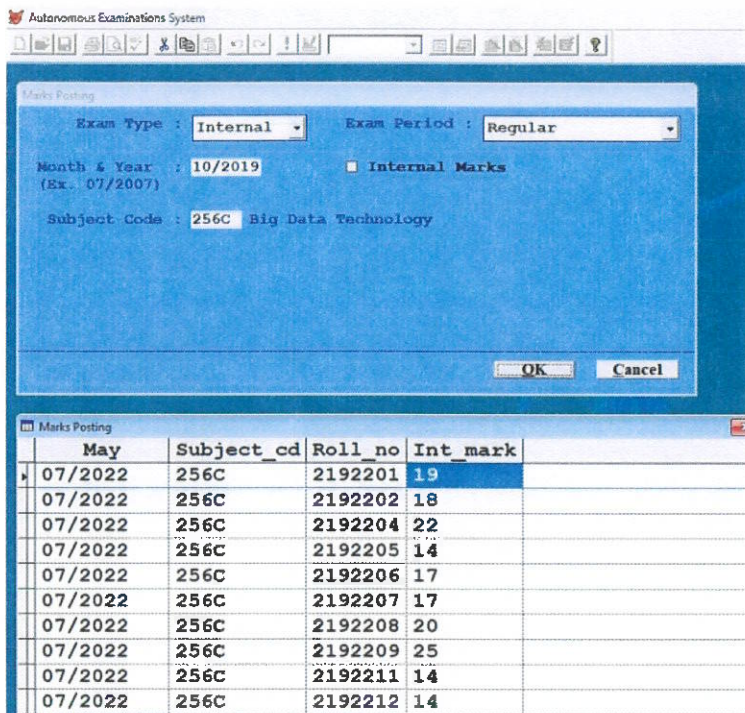 Autonomous Examinations System
Marks Posting
Exam Type : Internal Exam Period : Regular
Month & Year : 10/2019 Internal Marks
(Ex. 07/2007)
Subject Code : 256C Big Data Technology
OK Cancel
Marks Posting
May Subject_cd Roll_no Int_mark
07/2022 256C 2192201 19
07/2022 256C 2192202 18
07/2022 256C 2192204 22
07/2022 256C 2192205 14
07/2022 256C 2192206 17
07/2022 256C 2192207 17
07/2022 256C 2192208 20
07/2022 256C 2192209 25
07/2022 256C 2192211 14
07/2022 256C 2192212 14